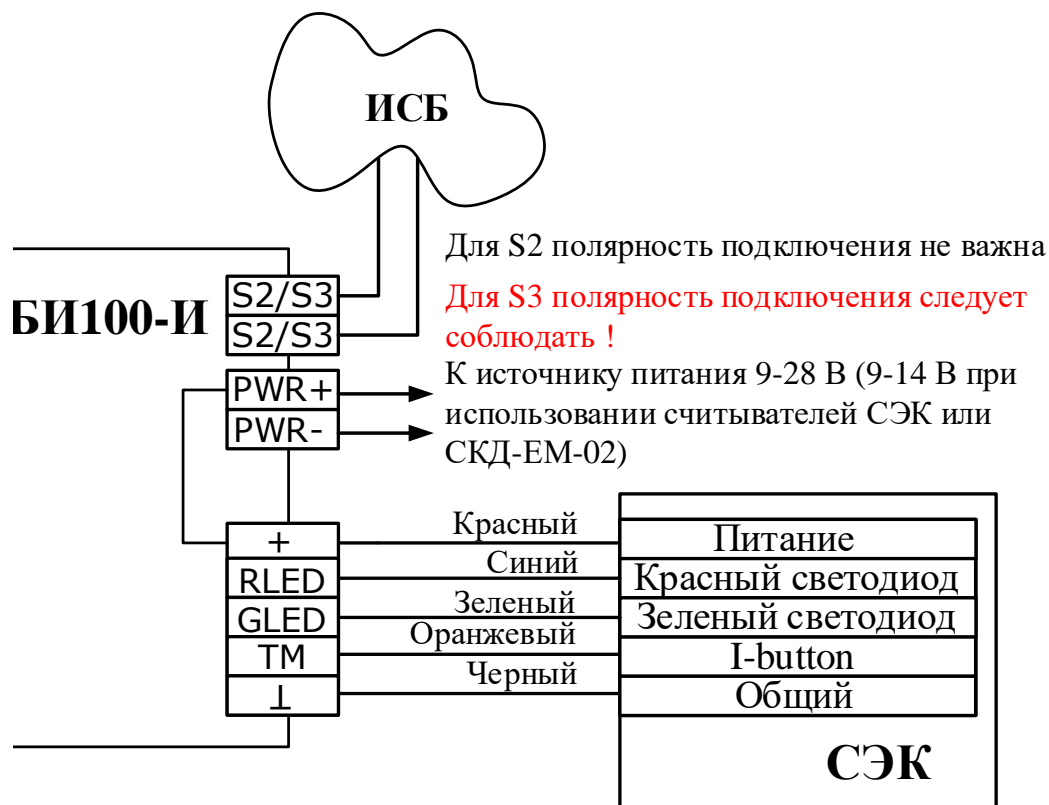 ИСБ
Для S2 полярность подключения не важна
Для S3 полярность подключения следует
соблюдать !
БИ100-И
S2/S3
S2/S3
PWR+
PWR-
К источнику питания 9-28 В (9-14 В при
использовании считывателей СЭК или
СКД-ЕМ-02)
+ Красный Питание
RLED Синий Красный светодиод
GLED Зеленый Зеленый светодиод
TM Оранжевый I-button
⊥ Черный Общий
СЭК